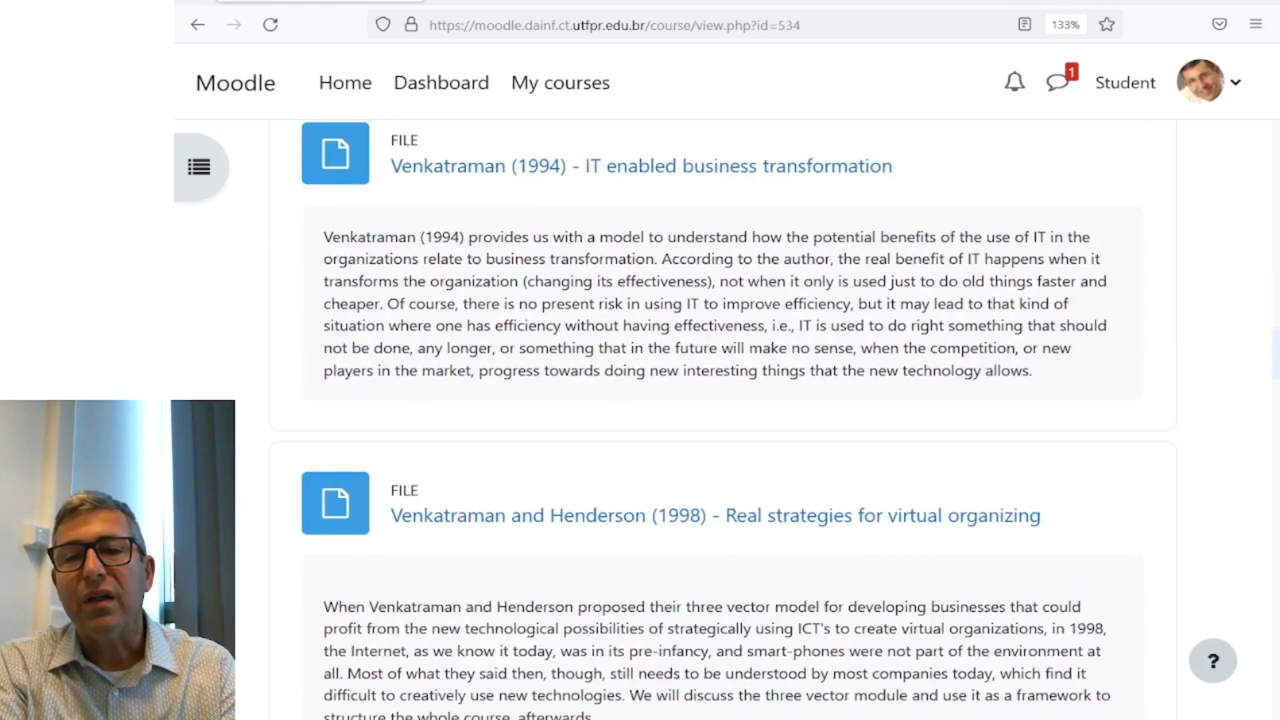 https://moodle.dainf.ct.utfpr.edu.br/course/view.php?id=534
133%
Moodle
Home
Dashboard
My courses
1
Student
FILE
Venkatraman (1994) - IT enabled business transformation
Venkatraman (1994) provides us with a model to understand how the potential benefits of the use of IT in the
organizations relate to business transformation. According to the author, the real benefit of IT happens when it
transforms the organization (changing its effectiveness), not when it only is used just to do old things faster and
cheaper. Of course, there is no present risk in using IT to improve efficiency, but it may lead to that kind of
situation where one has efficiency without having effectiveness, i.e., IT is used to do right something that should
not be done, any longer, or something that in the future will make no sense, when the competition, or new
players in the market, progress towards doing new interesting things that the new technology allows.
FILE
Venkatraman and Henderson (1998) - Real strategies for virtual organizing
When Venkatraman and Henderson proposed their three vector model for developing businesses that could
profit from the new technological possibilities of strategically using ICT's to create virtual organizations, in 1998,
the Internet, as we know it today, was in its pre-infancy, and smart-phones were not part of the environment at
all. Most of what they said then, though, still needs to be understood by most companies today, which find it
difficult to creatively use new technologies. We will discuss the three vector module and use it as a framework to
structure the whole course, afterwards.
?